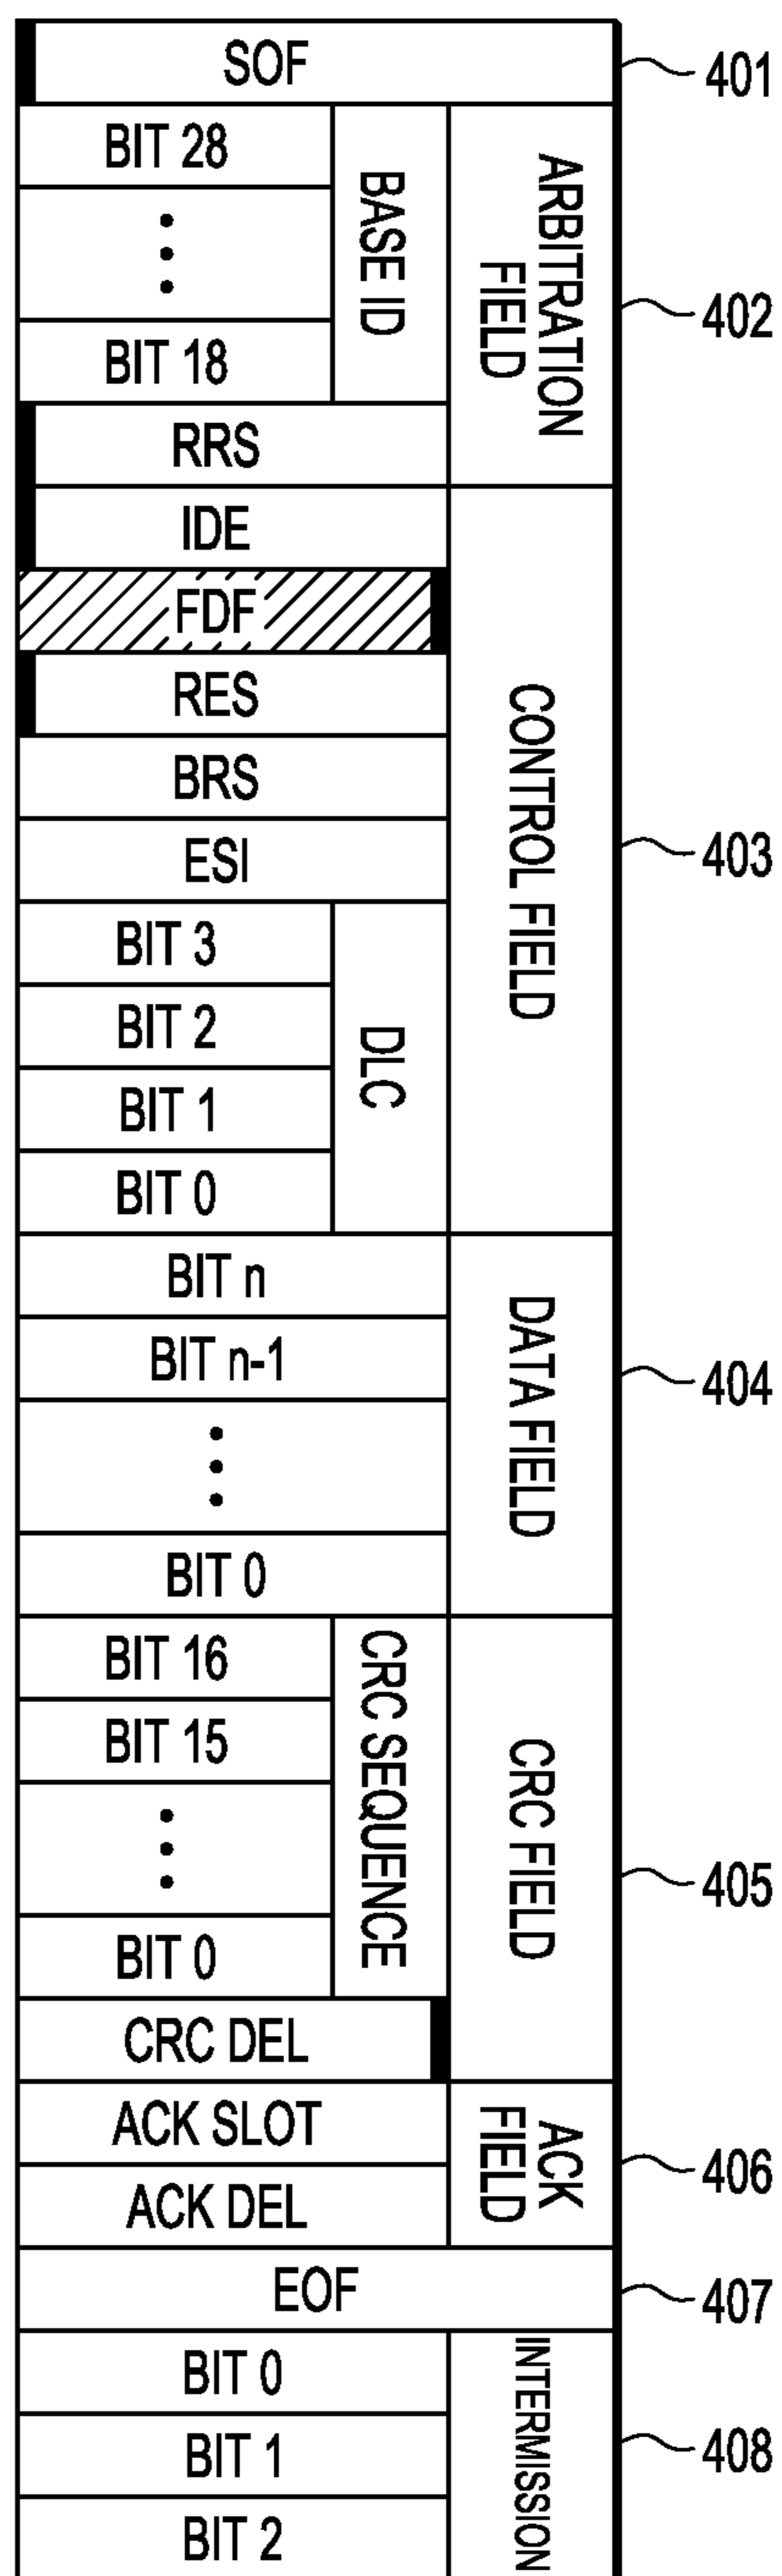 SOF
401
BIT 28
BIT 18
BASE ID
RRS
ARBITRATION
FIELD
402
IDE
FDF
RES
BRS
ESI
BIT 3
BIT 2
BIT 1
BIT 0
DLC
CONTROL FIELD
403
BIT n
BIT n-1
BIT 0
DATA FIELD
404
BIT 16
BIT 15
BIT 0
CRC SEQUENCE
CRC DEL
CRC FIELD
405
ACK SLOT
ACK DEL
ACK
FIELD
406
EOF
407
BIT 0
BIT 1
BIT 2
INTERMISSION
408